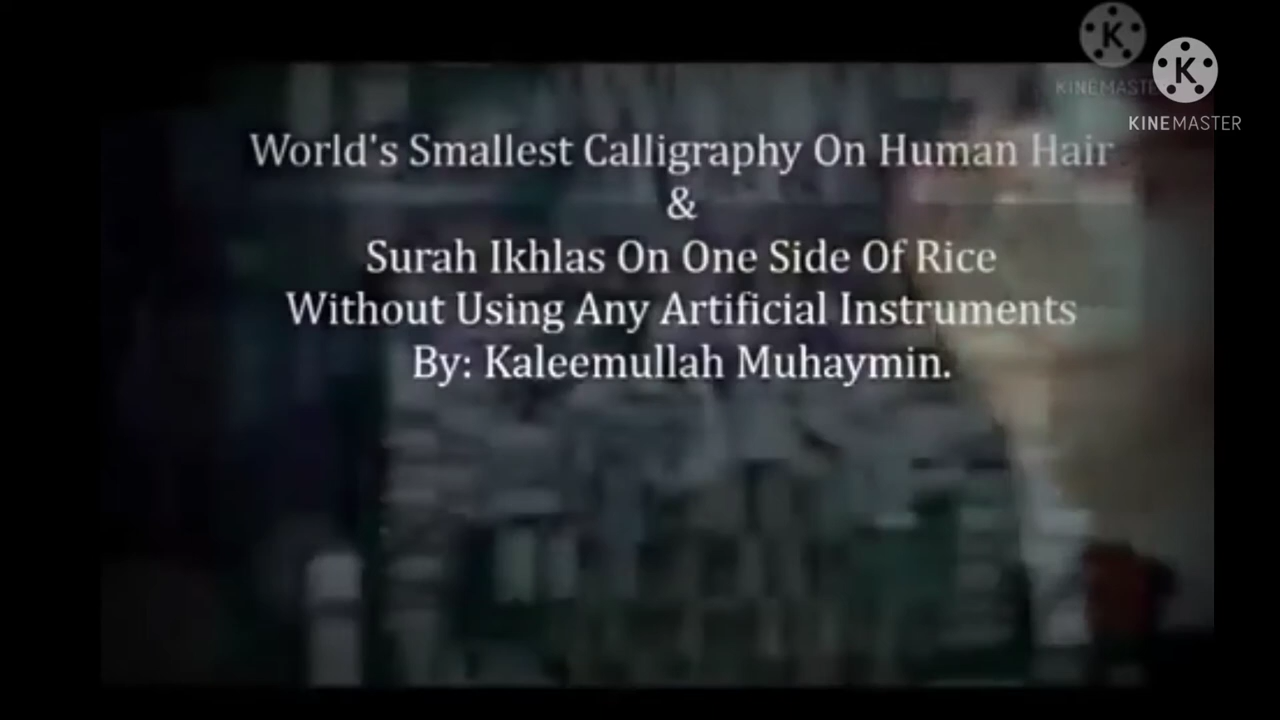 World's Smallest Calligraphy On Human Hair
&
Surah Ikhlas On One Side Of Rice
Without Using Any Artificial Instruments
By: Kaleemullah Muhaymin.
K
KINEMASTE
K
KINEMASTER